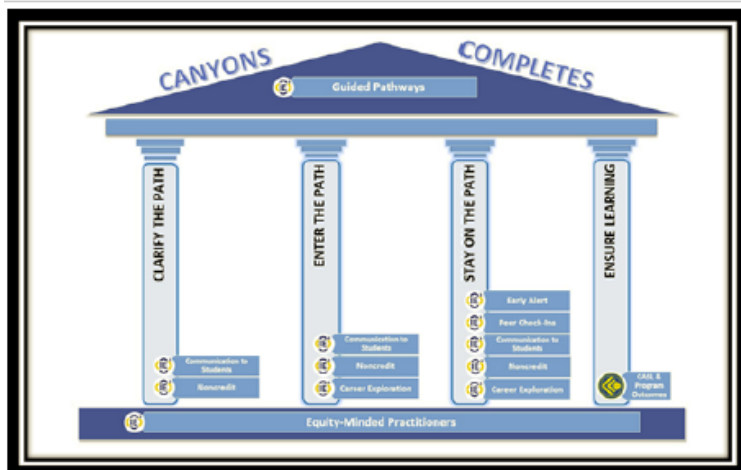 CANYONS COMPLETES
Guided Pathways
CLARIFY THE PATH
Communication to
Students
Noncredit
ENTER THE PATH
Communication to
Students
Noncredit
Career Exploration
STAY ON THE PATH
Early Alert
Peer Check-Ins
Communication to
Students
Noncredit
Career Exploration
ENSURE LEARNING
Program
Outcomes
Equity-Minded Practitioners